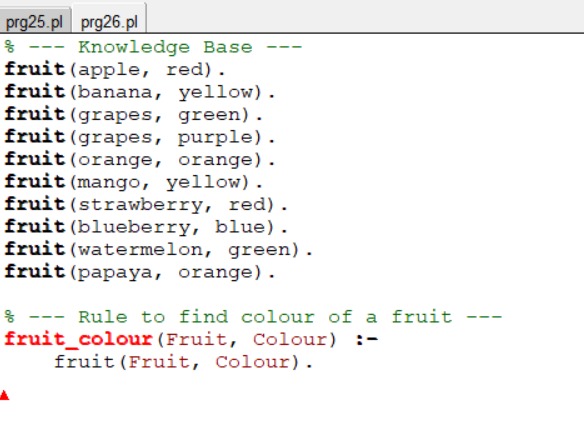 prg25.pl prg26.pl
% --- Knowledge Base ---
fruit(apple, red).
fruit(banana, yellow).
fruit(grapes, green).
fruit(grapes, purple).
fruit(orange, orange).
fruit(mango, yellow).
fruit(strawberry, red).
fruit(blueberry, blue).
fruit(watermelon, green).
fruit(papaya, orange).
% --- Rule to find colour of a fruit ---
fruit_colour(Fruit, Colour) :-
    fruit(Fruit, Colour).